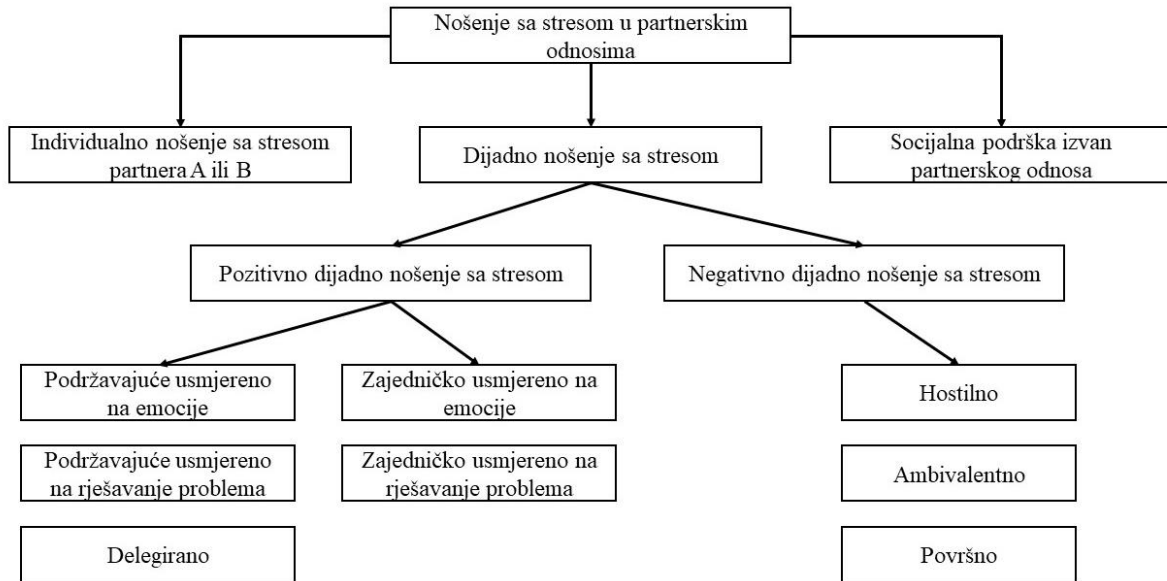 Nošenje sa stresom u partnerskim
odnosima
Individualno nošenje sa stresom
partnera A ili B
Dijadno nošenje sa stresom
Socijalna podrška izvan
partnerskog odnosa
Pozitivno dijadno nošenje sa stresom
Negativno dijadno nošenje sa stresom
Podržavajuće usmjereno
na emocije
Zajedničko usmjereno na
emocije
Hostilno
Podržavajuće usmjereno
na rješavanje problema
Zajedničko usmjereno na
rješavanje problema
Ambivalentno
Delegirano
Površno